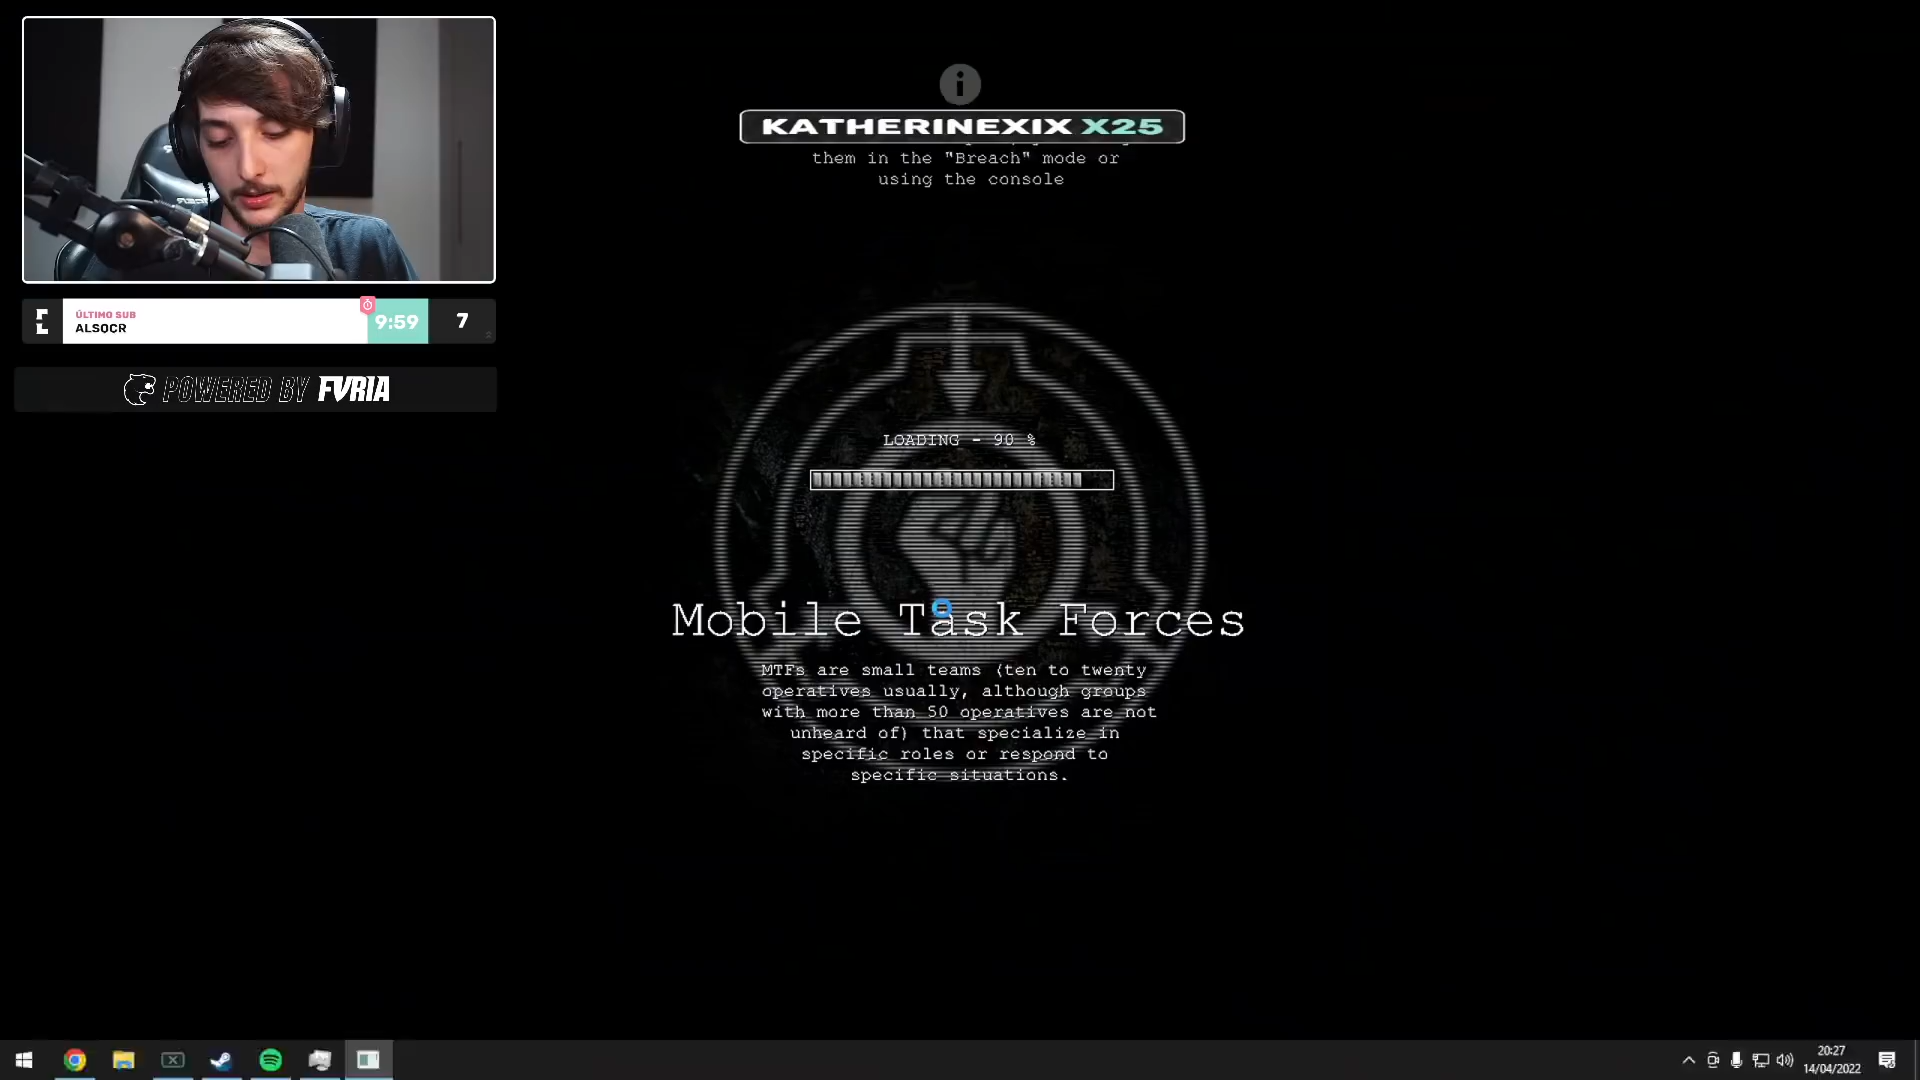 KATHERINEXIX X25
them in the "Breach" mode or
using the console
ÚLTIMO SUB
ALSQCR
9:59
7
POWERED BY FVRIA
LOADING - 90 %
Mobile Task Forces
MTFs are small teams (ten to twenty
operatives usually, although groups
with more than 50 operatives are not
unheard of) that specialize in
specific roles or respond to
specific situations.
20:27
14/04/2022